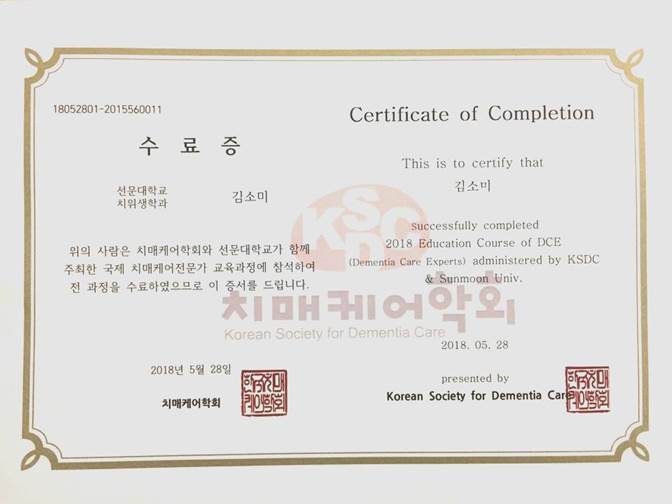 18052801-2015560011
수 료 증
선문대학교
치위생학과
김소미
위의 사람은 치매케어학회와 선문대학교가 함께
주최한 국제 치매케어전문가 교육과정에 참석하여
전 과정을 수료하였으므로 이 증서를 드립니다.
2018년 5월 28일
치매케어학회
Certificate of Completion
This is to certify that
김소미
successfully completed
2018 Education Course of DCE
(Dementia Care Experts) administered by KSDC
& Sunmoon Univ.
2018. 05. 28
presented by
Korean Society for Dementia Care
KSDC
치매케어학회
Korean Society for Dementia Care